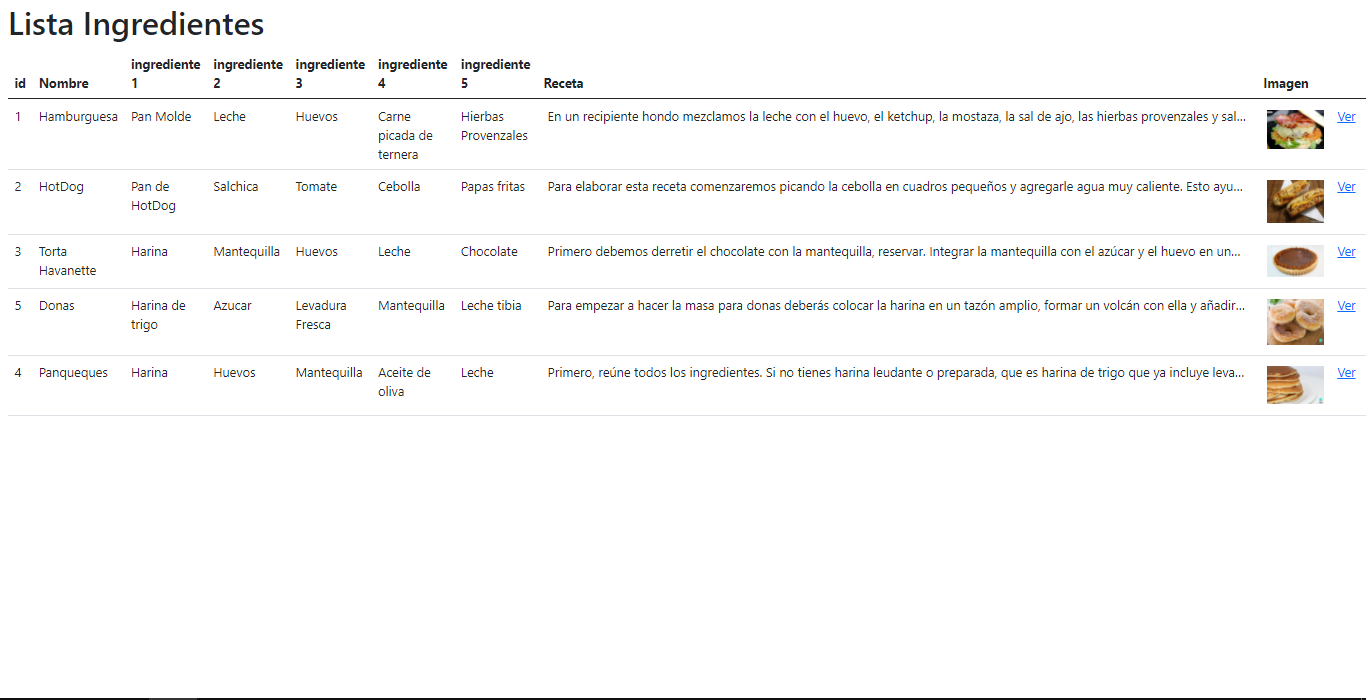 Lista Ingredientes
id Nombre ingrediente 1 ingrediente 2 ingrediente 3 ingrediente 4 ingrediente 5 Receta Imagen
1 Hamburguesa Pan Molde Leche Huevos Carne picada de ternera Hierbas Provenzales En un recipiente hondo mezclamos la leche con el huevo, el ketchup, la mostaza, la sal de ajo, las hierbas provenzales y sal... Ver
2 HotDog Pan de HotDog Salchica Tomate Cebolla Papas fritas Para elaborar esta receta comenzaremos picando la cebolla en cuadros pequeños y agregarle agua muy caliente. Esto ayu... Ver
3 Torta Havanette Harina Mantequilla Huevos Leche Chocolate Primero debemos derretir el chocolate con la mantequilla, reservar. Integrar la mantequilla con el azúcar y el huevo en un... Ver
5 Donas Harina de trigo Azucar Levadura Fresca Mantequilla Leche tibia Para empezar a hacer la masa para donas deberás colocar la harina en un tazón amplio, formar un volcán con ella y añadir... Ver
4 Panqueques Harina Huevos Mantequilla Aceite de oliva Leche Primero, reúne todos los ingredientes. Si no tienes harina leudante o preparada, que es harina de trigo que ya incluye leva... Ver